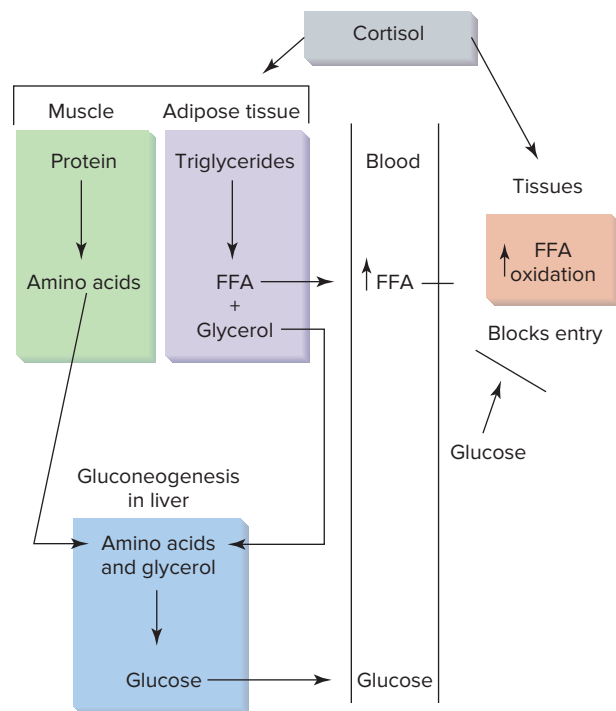 Cortisol
Muscle
Adipose tissue
Protein
Triglycerides
Blood
Tissues
Amino acids
FFA
+
Glycerol
FFA
FFA
oxidation
Blocks entry
Glucose
Gluconeogenesis
in liver
Amino acids
and glycerol
Glucose
Glucose